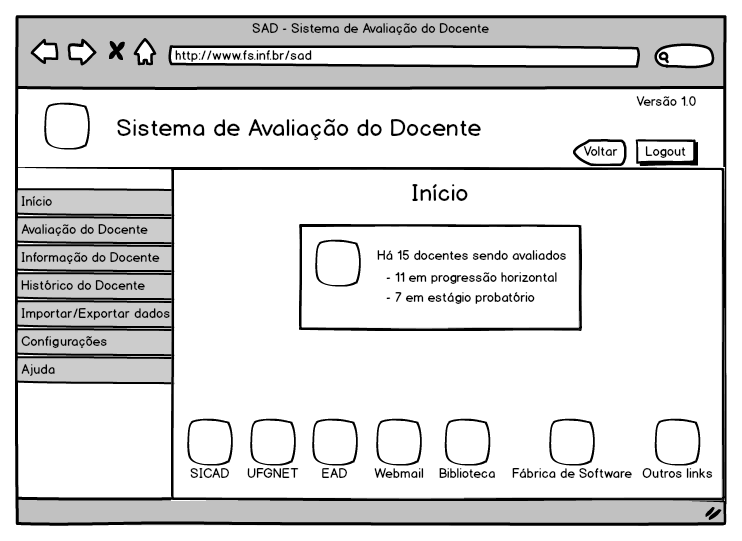 SAD - Sistema de Avaliação do Docente
http://www.fs.inf.br/sad
Versão 1.0
Sistema de Avaliação do Docente
Voltar
Logout
Início
Avaliação do Docente
Informação do Docente
Histórico do Docente
Importar/Exportar dados
Configurações
Ajuda
Início
Há 15 docentes sendo avaliados
- 11 em progressão horizontal
- 7 em estágio probatório
SICAD UFGNET EAD Webmail Biblioteca Fábrica de Software Outros links